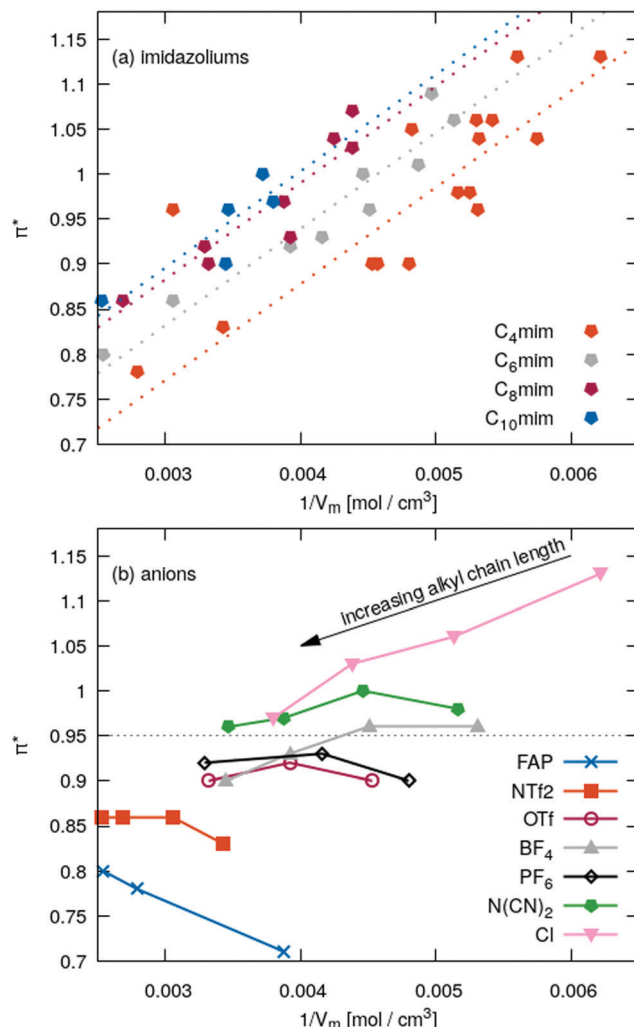 1.15
(a) imidazoliums
1.1
1.05
1
π*
0.95
0.9
0.85
C₄mim
0.8
C₆mim
C₈mim
0.75
C₁₀mim
0.7
0.003 0.004 0.005 0.006
1/Vₘ [mol / cm³]
1.15
(b) anions
increasing alkyl chain length
1.1
1.05
1
π*
0.95
0.9
FAP
NTf2
0.85
OTf
BF₄
0.8
PF₆
0.75
N(CN)₂
Cl
0.7
0.003 0.004 0.005 0.006
1/Vₘ [mol / cm³]